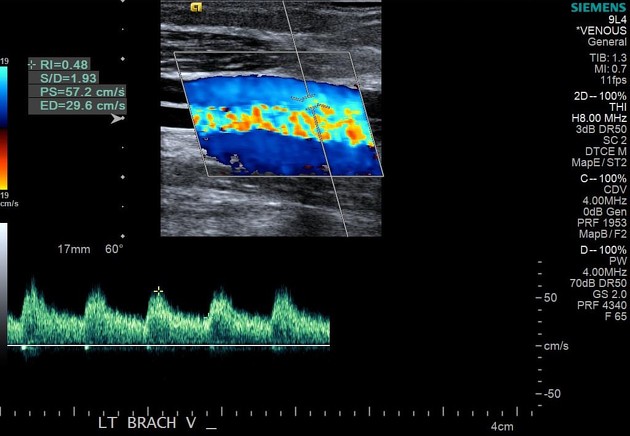 SIEMENS
9L4
*VENOUS
General
TIB: 1.3
MI: 0.7
11fps
2D-- 100%
THI
H8.00 MHz
3dB DR50
SC 2
DTCE M
MapE/ST2
C-- 100%
CDV
4.00MHz
0dB Gen
PRF 1953
MapB/F2
D-- 100%
PW
4.00MHz
70dB DR50
GS 2.0
PRF 4340
F 65
19
19
cm/s
RI=0.48
S/D=1.93
PS=57.2 cm/s
ED=29.6 cm/s
17mm 60°
50
cm/s
-50
LT BRACH V _
4cm